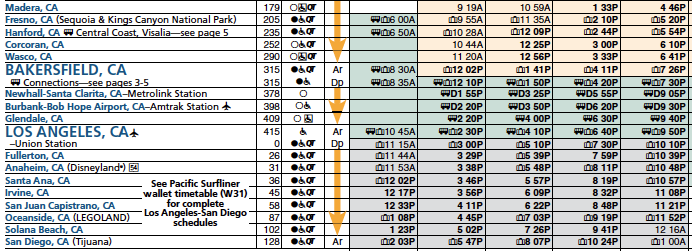 Madera, CA 179 9 19A 10 59A 1 33P 4 46P
Fresno, CA (Sequoia & Kings Canyon National Park) 205 6 00A 9 55A 11 35A 2 10P 5 20P
Hanford, CA Central Coast, Visalia—see page 5 235 6 50A 10 28A 12 09P 2 44P 5 54P
Corcoran, CA 252 10 44A 12 25P 3 00P 6 10P
Wasco, CA 290 11 20A 12 56P 3 33P 6 41P
BAKERSFIELD, CA 315 Ar 8 30A 12 02P 1 41P 4 11P 7 26P
Connections—see pages 3-5 315 Dp 8 35A 12 10P 1 50P 4 20P 7 30P
Newhall-Santa Clarita, CA–Metrolink Station 378 D1 55P D3 25P D5 55P D9 05P
Burbank-Bob Hope Airport, CA–Amtrak Station 398 D2 20P D3 50P D6 20P D9 30P
Glendale, CA 409 2 20P 4 00P 6 30P 9 40P
LOS ANGELES, CA 415 Ar 10 45A 2 30P 4 10P 6 40P 9 50P
–Union Station 0 Dp 11 15A 3 00P 5 10P 7 30P 10 10P
Fullerton, CA 26 11 44A 3 29P 5 39P 7 59P 10 39P
Anaheim, CA (Disneyland®) 31 11 53A 3 38P 5 48P 8 11P 10 48P
Santa Ana, CA 36 12 02P 3 46P 5 57P 8 19P 10 57P
Irvine, CA 45 12 17P 3 56P 6 09P 8 32P 11 08P
San Juan Capistrano, CA 58 12 33P 4 11P 6 22P 8 48P 11 21P
Oceanside, CA (LEGOLAND) 87 1 08P 4 45P 7 03P 9 19P 11 52P
Solana Beach, CA 102 1 23P 5 02P 7 26P 9 41P 12 16A
San Diego, CA (Tijuana) 128 Ar 2 03P 5 47P 8 07P 10 24P 1 00A
See Pacific Surfliner
wallet timetable (W31)
for complete
Los Angeles-San Diego
schedules